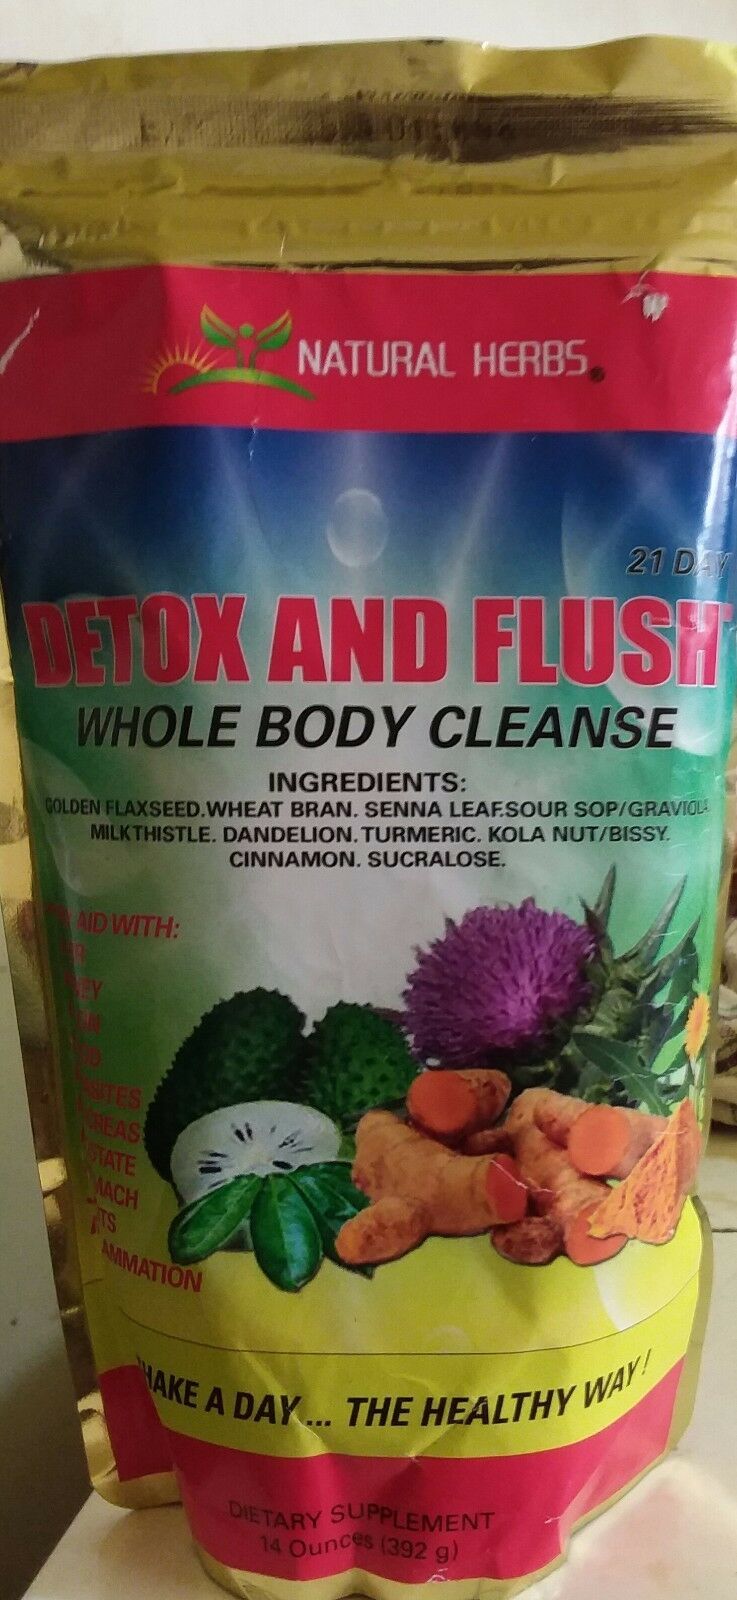 NATURAL HERBS®
21 DAY
DETOX AND FLUSH
WHOLE BODY CLEANSE
INGREDIENTS:
GOLDEN FLAXSEED.WHEAT BRAN. SENNA LEAF.SOUR SOP/GRAVIOLA.
MILKTHISTLE. DANDELION. TURMERIC. KOLA NUT/BISSY.
CINNAMON. SUCRALOSE.
AID WITH:
AMMATION
A DAY... THE HEALTHY WAY!
DIETARY SUPPLEMENT
14 Ounces (392 g)